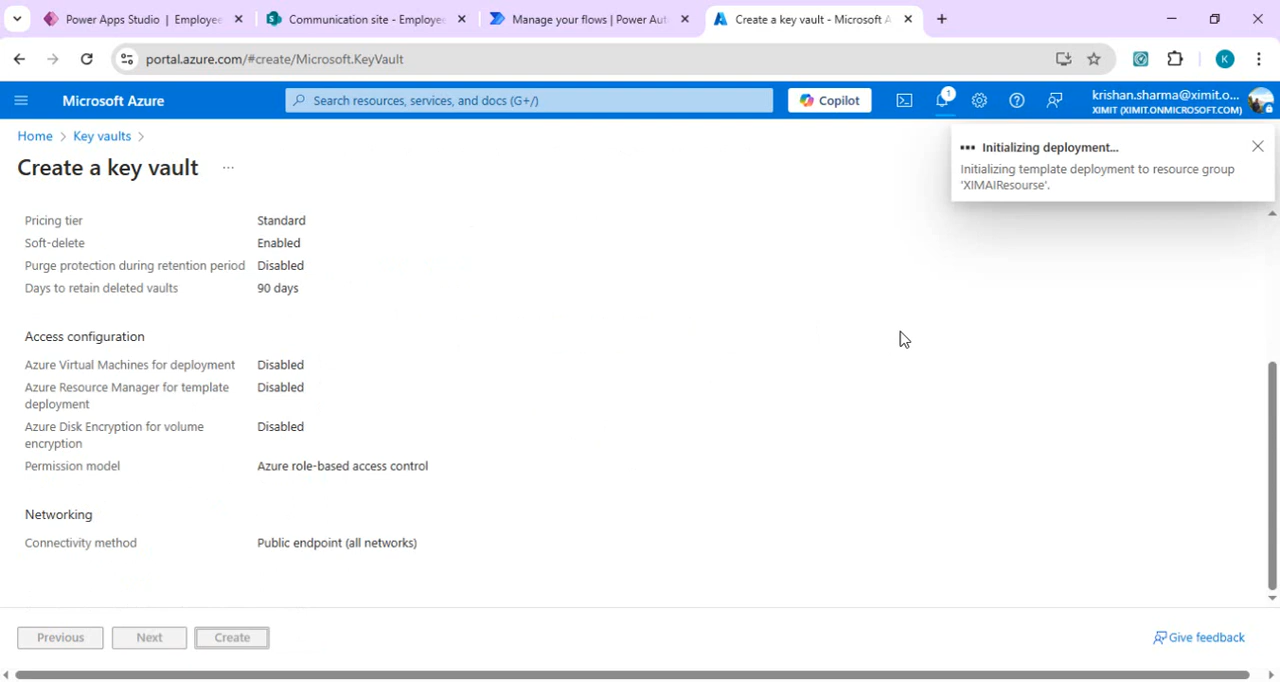 Power Apps Studio | Employee
Communication site - Employe
Manage your flows | Power Aut
Create a key vault - Microsoft A
portal.azure.com/#create/Microsoft.KeyVault
K
Microsoft Azure
Search resources, services, and docs (G+/)
Copilot
1
krishan.sharma@ximit.o...
XIMIT (XIMIT.ONMICROSOFT.COM)
Home > Key vaults >
Create a key vault ...
Initializing deployment...
Initializing template deployment to resource group
'XIMAIResourse'.
Pricing tier Standard
Soft-delete Enabled
Purge protection during retention period Disabled
Days to retain deleted vaults 90 days
Access configuration
Azure Virtual Machines for deployment Disabled
Azure Resource Manager for template
deployment
Disabled
Azure Disk Encryption for volume
encryption
Disabled
Permission model Azure role-based access control
Networking
Connectivity method Public endpoint (all networks)
Previous
Next
Create
Give feedback